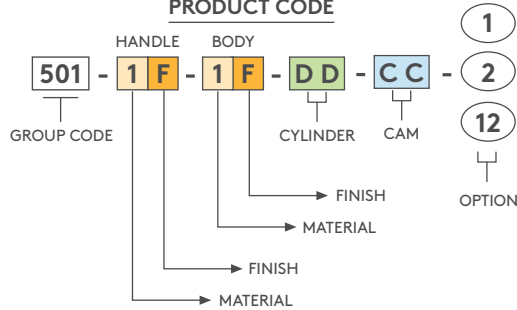 PRODUCT CODE
HANDLE BODY
1
501 - 1 F - 1 F - D D - C C - 2
12
GROUP CODE CYLINDER CAM
OPTION
FINISH
MATERIAL
FINISH
MATERIAL